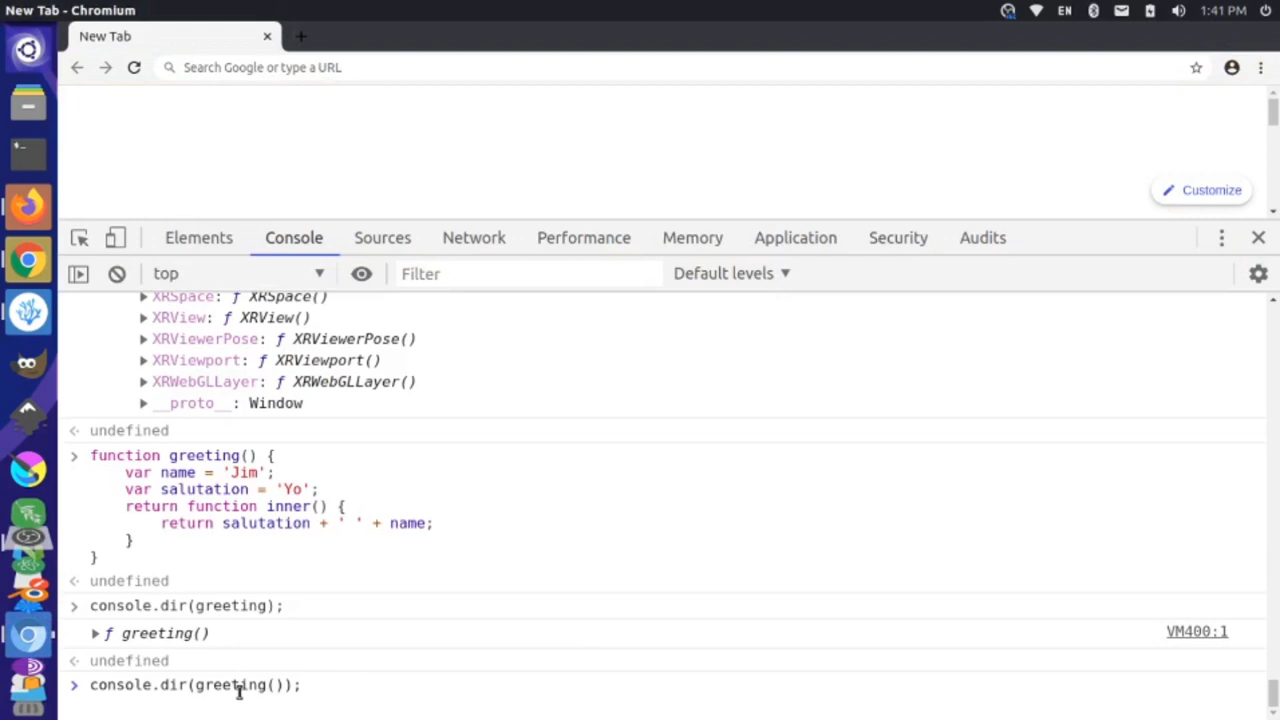 New Tab - Chromium
EN
1:41 PM
New Tab
Search Google or type a URL
Customize
Elements
Console
Sources
Network
Performance
Memory
Application
Security
Audits
top
Filter
Default levels
XRSpace: ƒ XRSpace()
XRView: ƒ XRView()
XRViewerPose: ƒ XRViewerPose()
XRViewport: ƒ XRViewport()
XRWebGLLayer: ƒ XRWebGLLayer()
__proto__: Window
undefined
function greeting() {
    var name = 'Jim';
    var salutation = 'Yo';
    return function inner() {
        return salutation + ' ' + name;
    }
}
undefined
console.dir(greeting);
ƒ greeting()
VM400:1
undefined
console.dir(greeting());